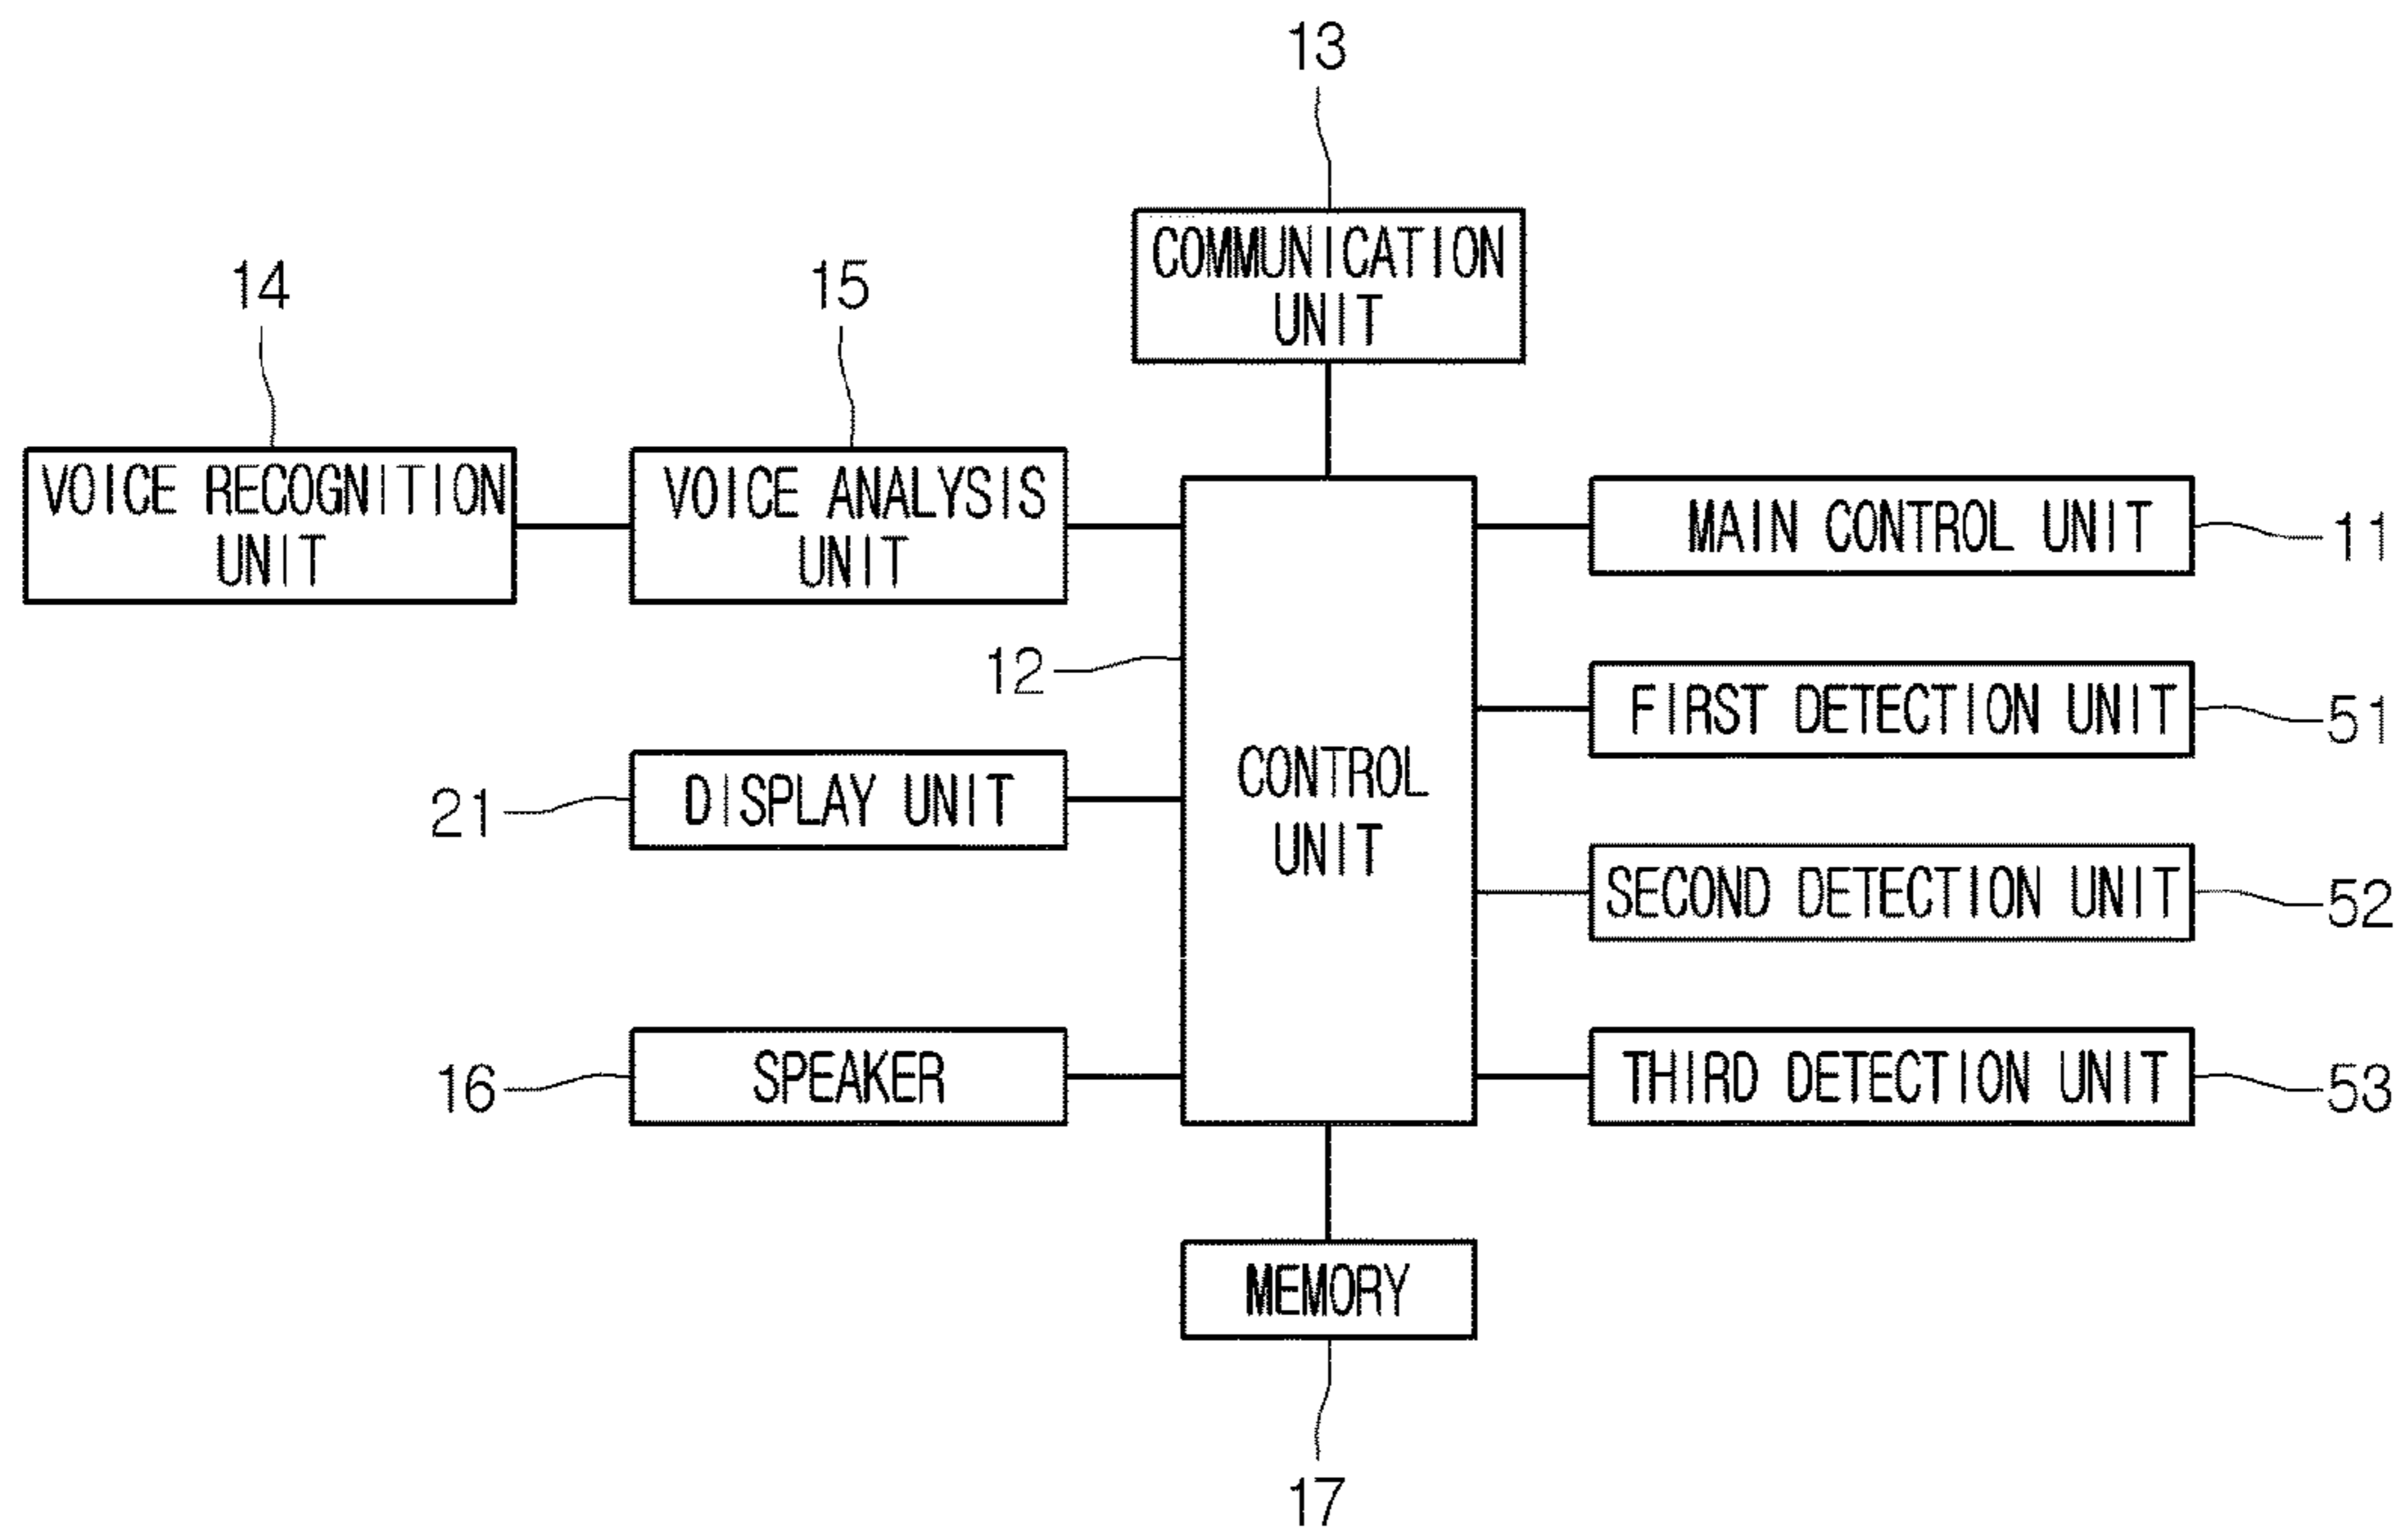 13
COMMUNICATION
UNIT
14
15
VOICE RECOGNITION
UNIT
VOICE ANALYSIS
UNIT
MAIN CONTROL UNIT
11
12
CONTROL
UNIT
FIRST DETECTION UNIT
51
21
DISPLAY UNIT
SECOND DETECTION UNIT
52
16
SPEAKER
THIRD DETECTION UNIT
53
MEMORY
17